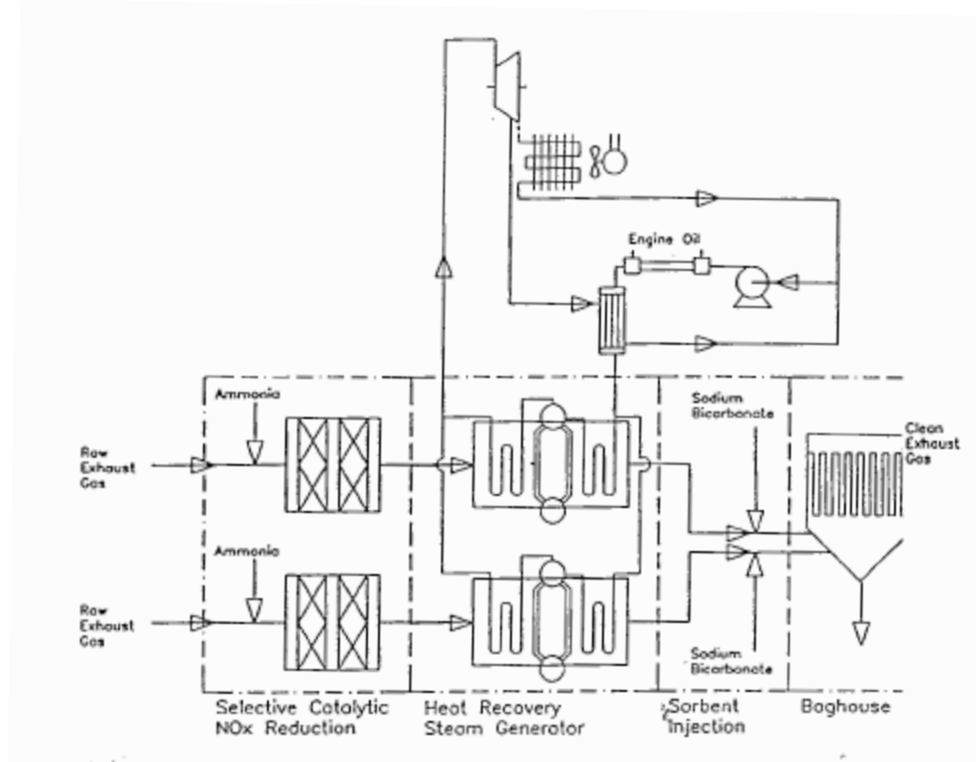 Engine Oil
Ammonia
Sodium
Bicarbonate
Clean
Exhaust
Gas
Raw
Exhaust
Gas
Ammonia
Raw
Exhaust
Gas
Sodium
Bicarbonate
Selective Catalytic
NOx Reduction
Heat Recovery
Steam Generator
Sorbent
Injection
Baghouse